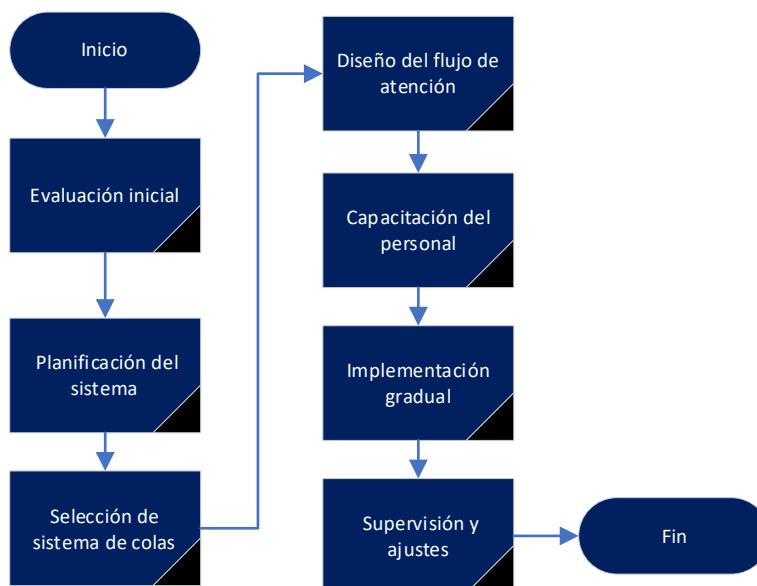 Inicio
Evaluación inicial
Planificación del
sistema
Selección de
sistema de colas
Diseño del flujo de
atención
Capacitación del
personal
Implementación
gradual
Supervisión y
ajustes
Fin